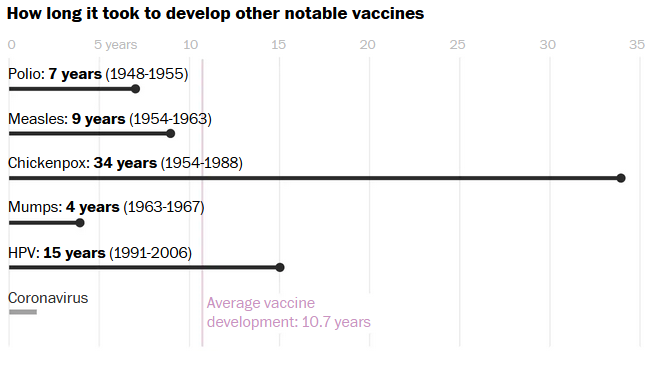 How long it took to develop other notable vaccines
0 5 years 10 15 20 25 30 35
Polio: 7 years (1948-1955)
Measles: 9 years (1954-1963)
Chickenpox: 34 years (1954-1988)
Mumps: 4 years (1963-1967)
HPV: 15 years (1991-2006)
Coronavirus
Average vaccine
development: 10.7 years